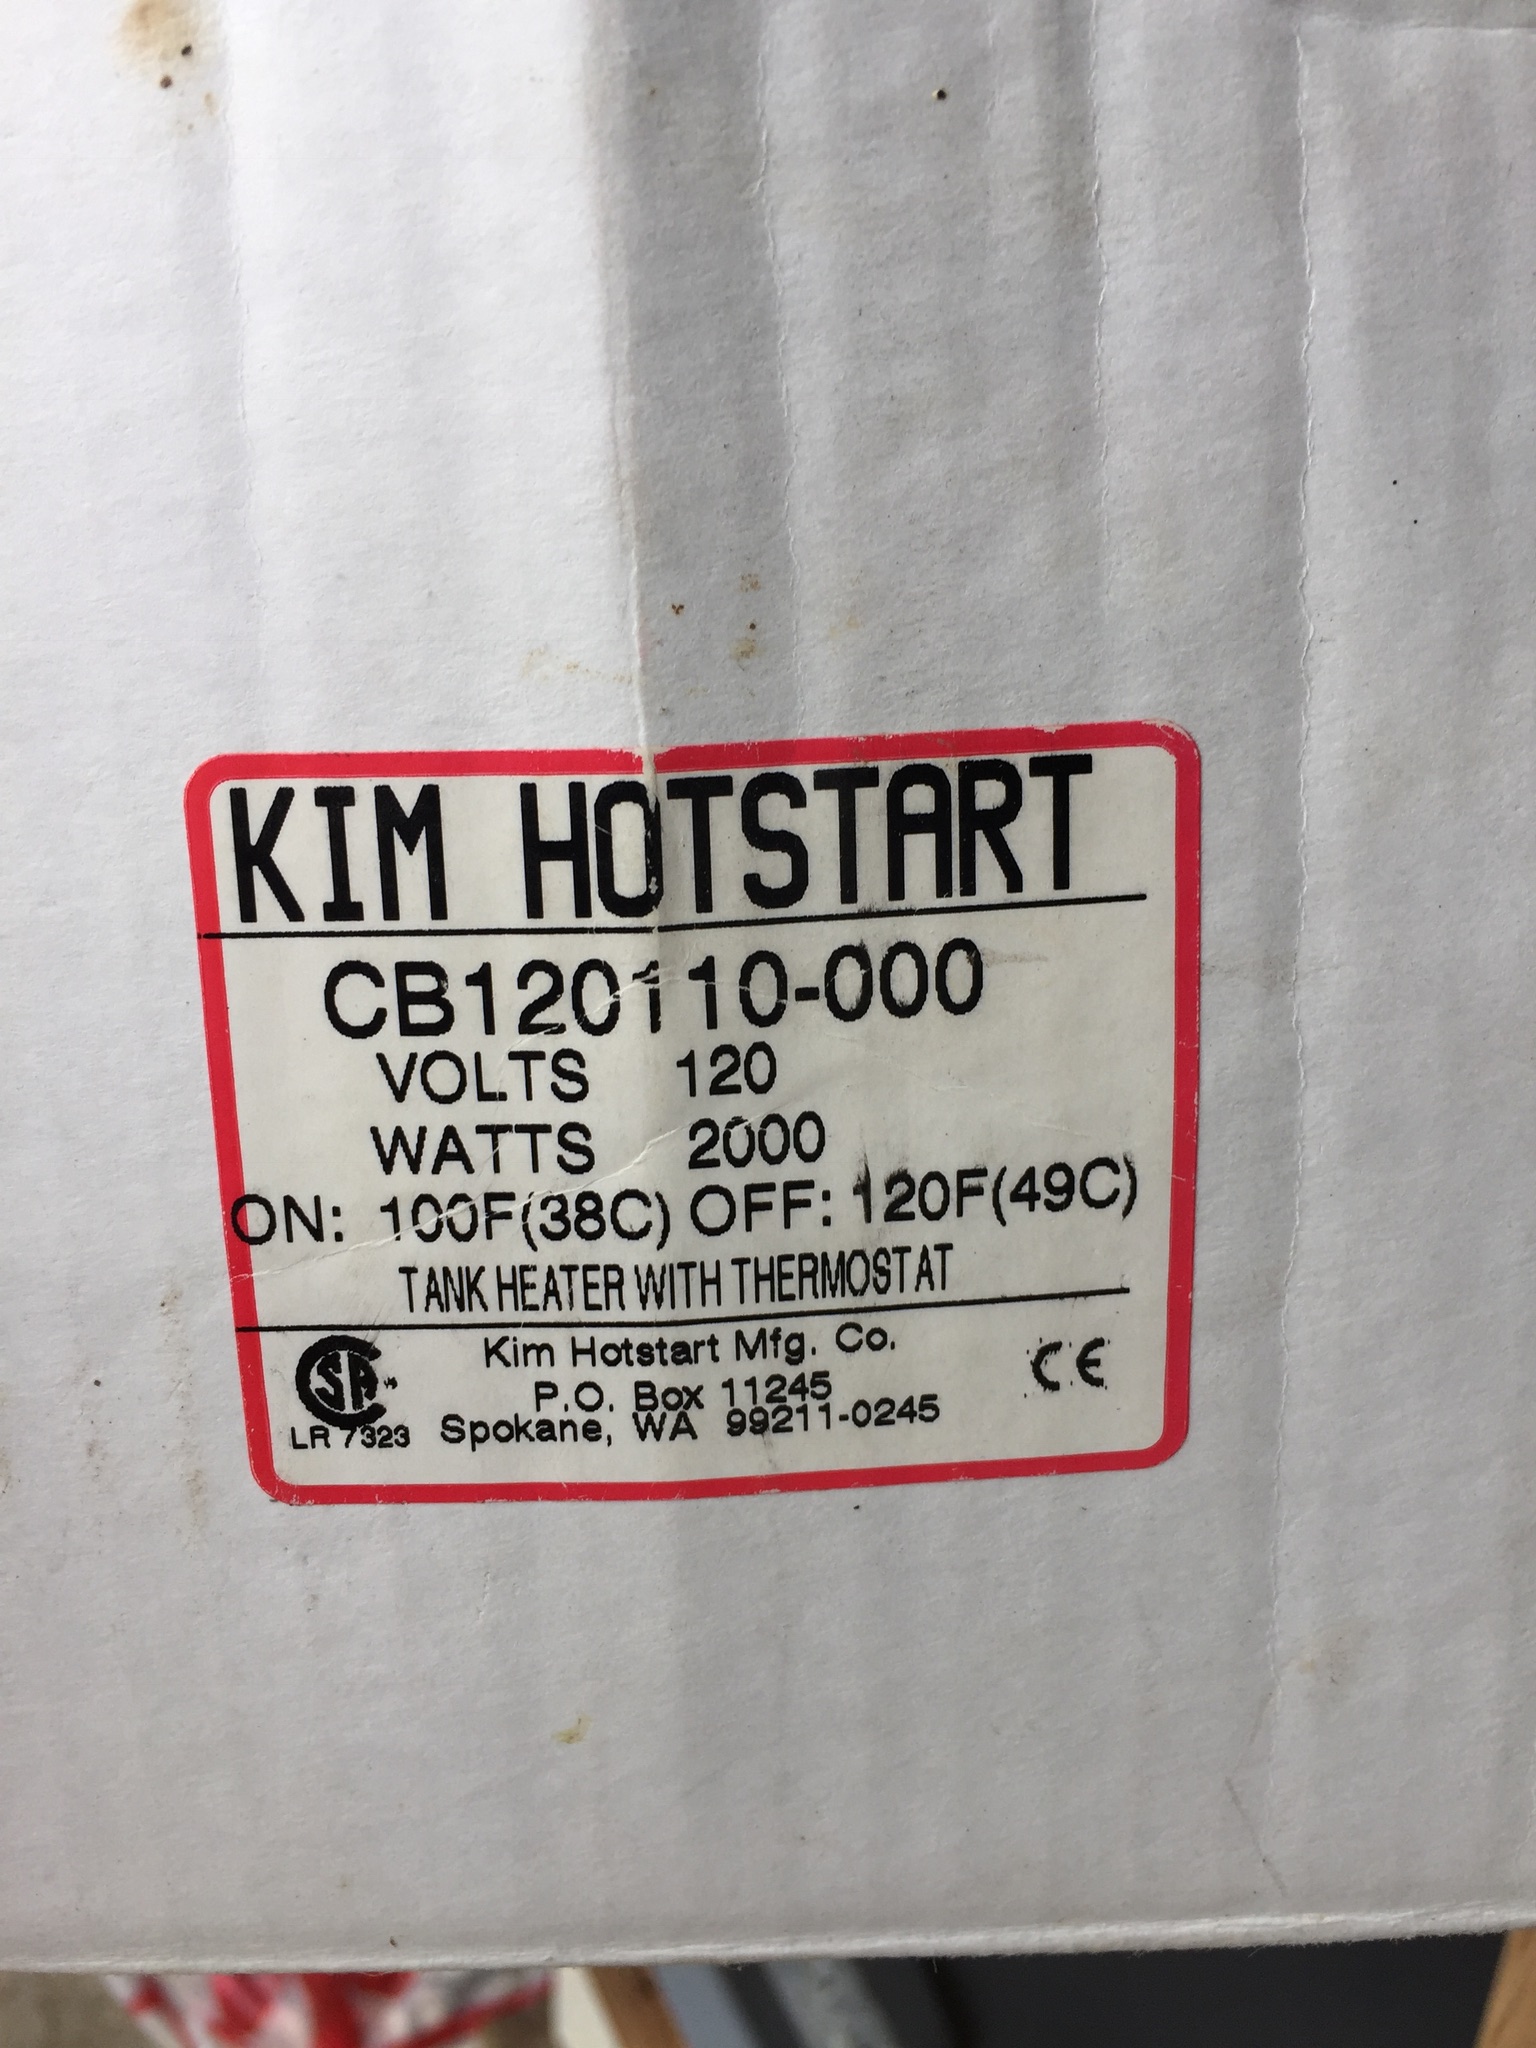 KIM HOTSTART
CB120110-000
VOLTS 120
WATTS 2000
ON: 100F(38C) OFF: 120F(49C)
TANK HEATER WITH THERMOSTAT
Kim Hotstart Mfg. Co.
P.O. Box 11245
Spokane, WA 99211-0245
CSA
LR 7323
CE